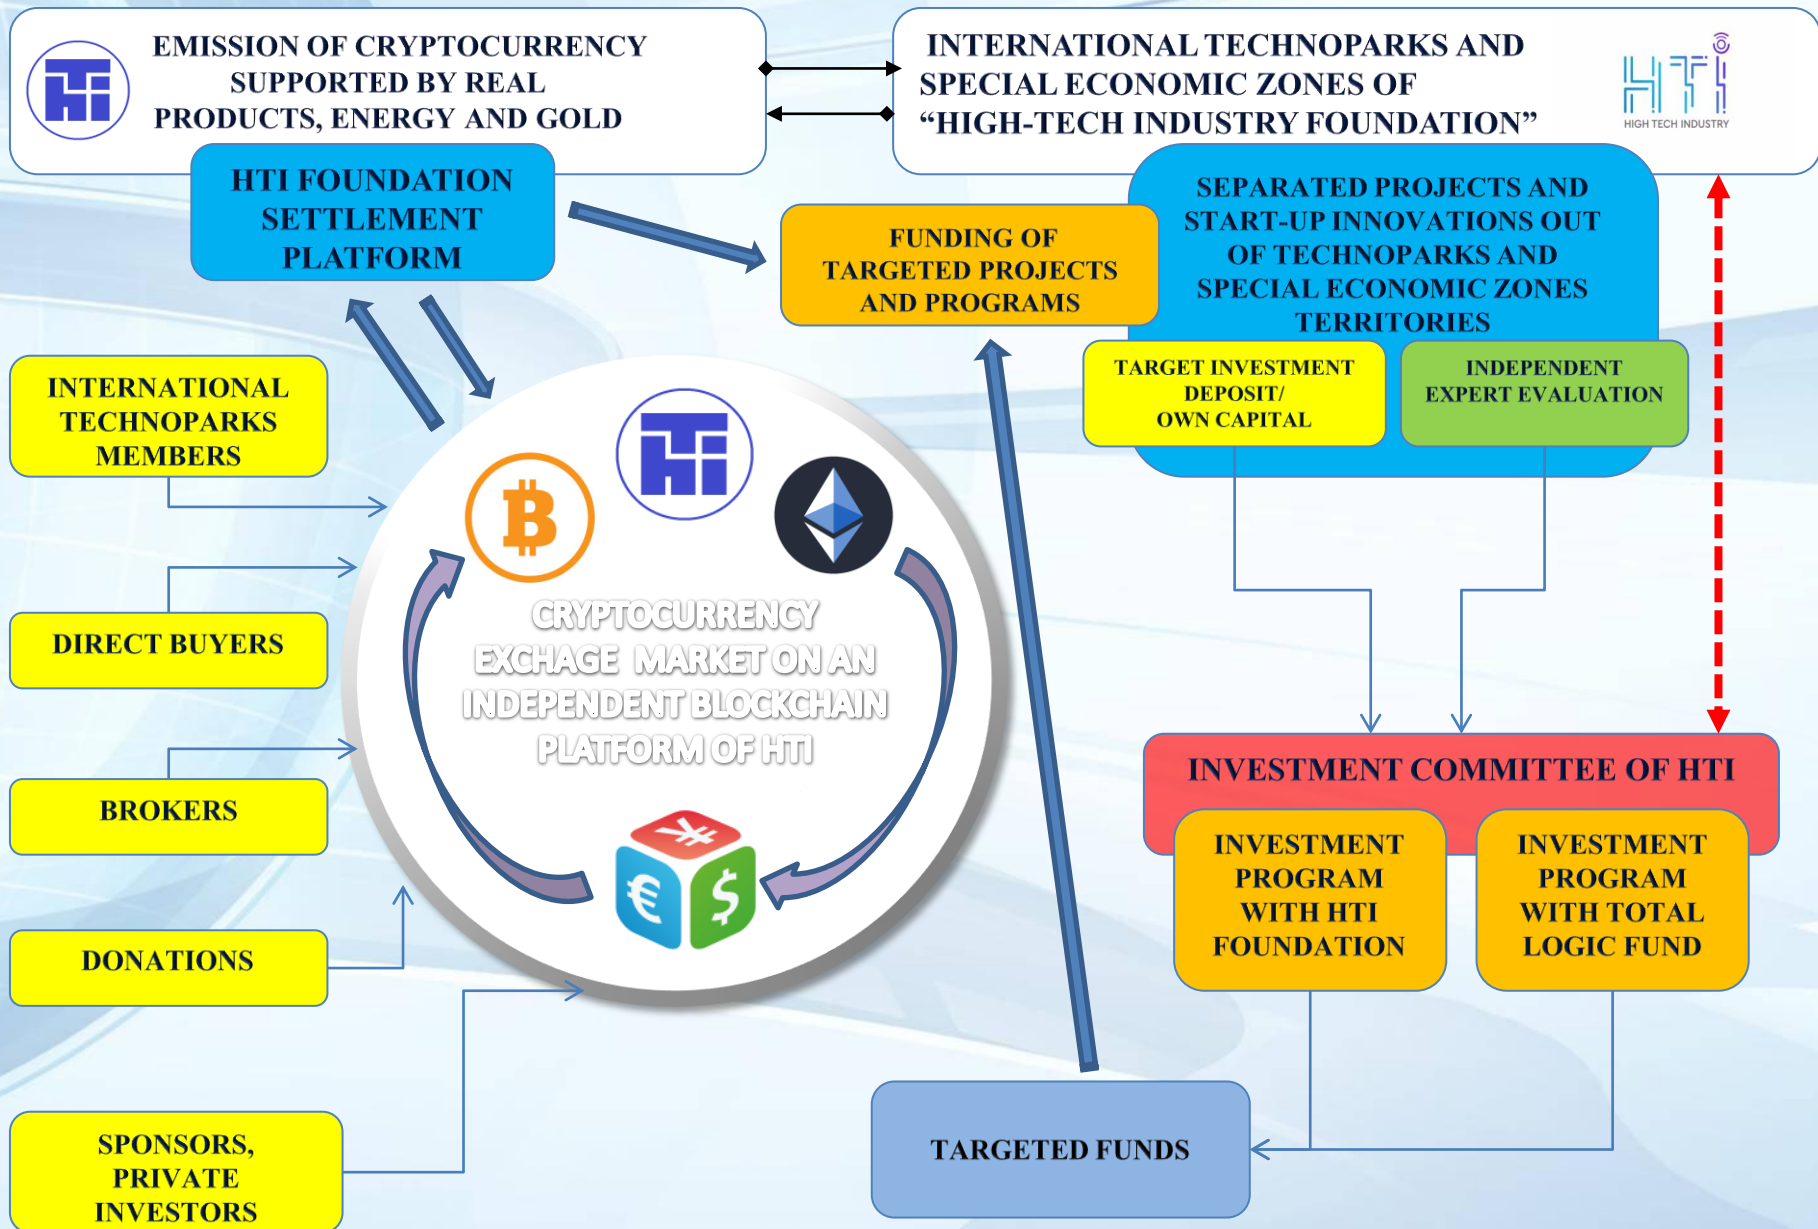 EMISSION OF CRYPTOCURRENCY
SUPPORTED BY REAL
PRODUCTS, ENERGY AND GOLD
INTERNATIONAL TECHNOPARKS AND
SPECIAL ECONOMIC ZONES OF
“HIGH-TECH INDUSTRY FOUNDATION”
HTI
HIGH TECH INDUSTRY
HTI FOUNDATION
SETTLEMENT
PLATFORM
FUNDING OF
TARGETED PROJECTS
AND PROGRAMS
SEPARATED PROJECTS AND
START-UP INNOVATIONS OUT
OF TECHNOPARKS AND
SPECIAL ECONOMIC ZONES
TERRITORIES
TARGET INVESTMENT
DEPOSIT/
OWN CAPITAL
INDEPENDENT
EXPERT EVALUATION
INTERNATIONAL
TECHNOPARKS
MEMBERS
DIRECT BUYERS
BROKERS
DONATIONS
SPONSORS,
PRIVATE
INVESTORS
CRYPTOCURRENCY
EXCHAGE MARKET ON AN
INDEPENDENT BLOCKCHAIN
PLATFORM OF HTI
INVESTMENT COMMITTEE OF HTI
INVESTMENT
PROGRAM
WITH HTI
FOUNDATION
INVESTMENT
PROGRAM
WITH TOTAL
LOGIC FUND
TARGETED FUNDS